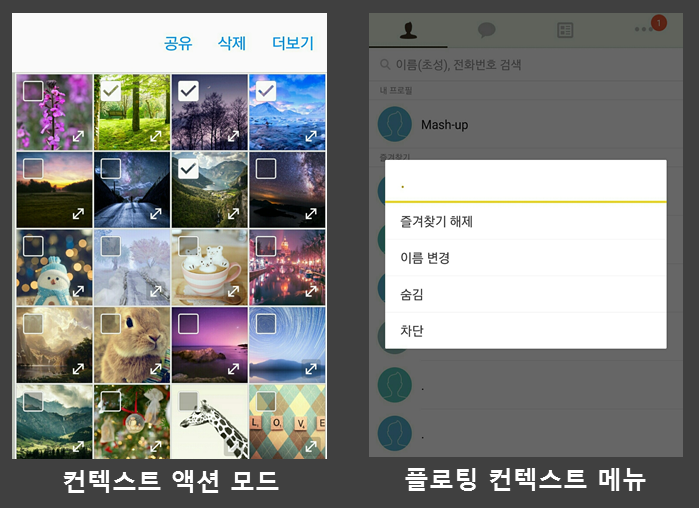 공유 삭제 더보기
L O V E
컨텍스트 액션 모드
1
이름(초성), 전화번호 검색
내 프로필
Mash-up
즐겨찾기
.
즐겨찾기 해제
이름 변경
숨김
차단
.
.
플로팅 컨텍스트 메뉴